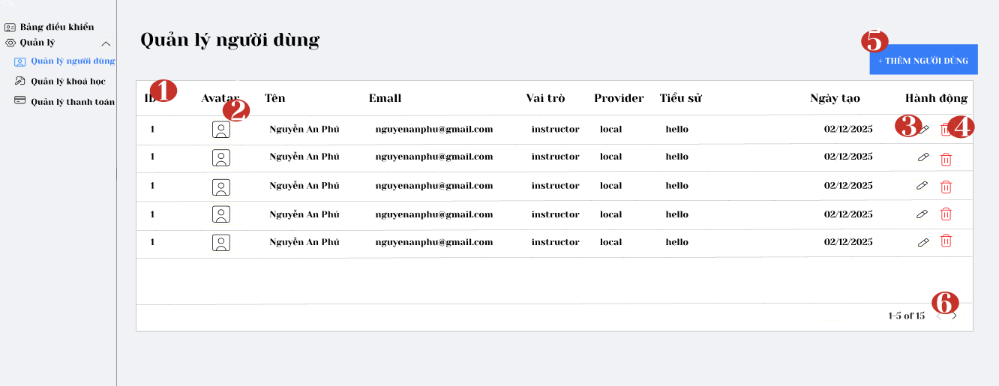 Bảng điều khiển
Quản lý
Quản lý người dùng
Quản lý khoá học
Quản lý thanh toán
Quản lý người dùng
5
+ THÊM NGƯỜI DÙNG
1
ID Avatar Tên Emall Vai trò Provider Tiểu sử Ngày tạo Hành động
2
1 Nguyễn An Phú nguyenanphu@gmail.com instructor local hello 02/12/2025 3 4
1 Nguyễn An Phú nguyenanphu@gmail.com instructor local hello 02/12/2025
1 Nguyễn An Phú nguyenanphu@gmail.com instructor local hello 02/12/2025
1 Nguyễn An Phú nguyenanphu@gmail.com instructor local hello 02/12/2025
1 Nguyễn An Phú nguyenanphu@gmail.com instructor local hello 02/12/2025
6
1-5 of 15 < >